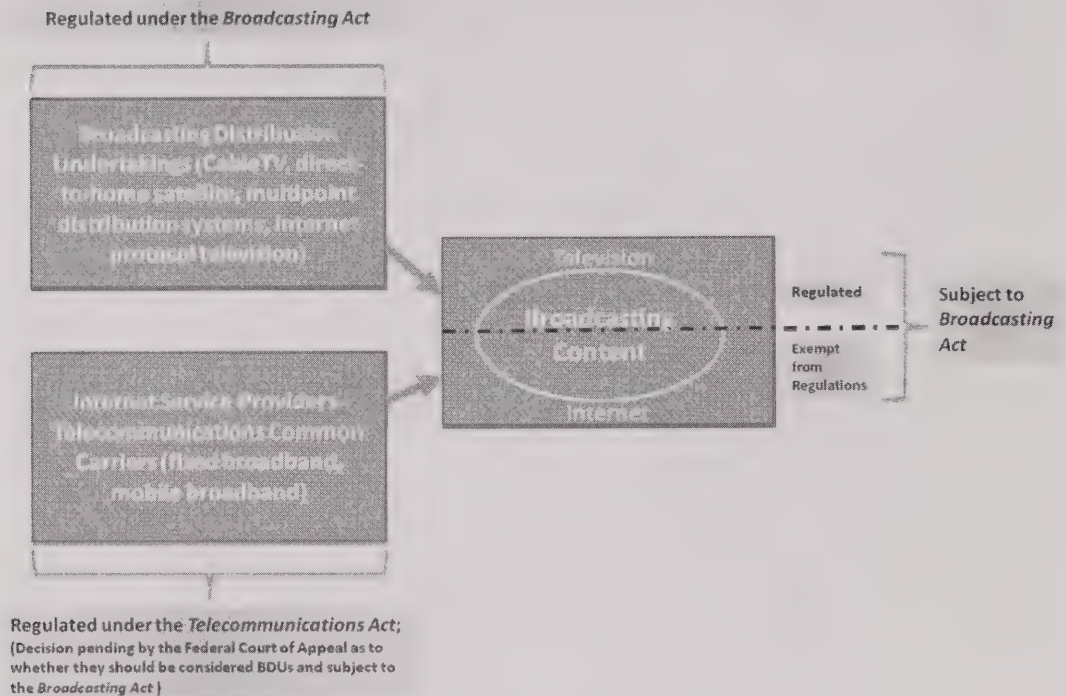 Regulated under the Broadcasting Act
Broadcasting Distribution
Undertakings (Cable TV, direct-
to-home satellite, multipoint
distribution systems, internet
protocol television)
Television
Broadcasting
Content
Internet
Regulated
Exempt
from
Regulations
Subject to
Broadcasting
Act
Internet Service Providers
Telecommunications Common
Carriers (fixed broadband,
mobile broadband)
Regulated under the Telecommunications Act;
(Decision pending by the Federal Court of Appeal as to
whether they should be considered BDUs and subject to
the Broadcasting Act)